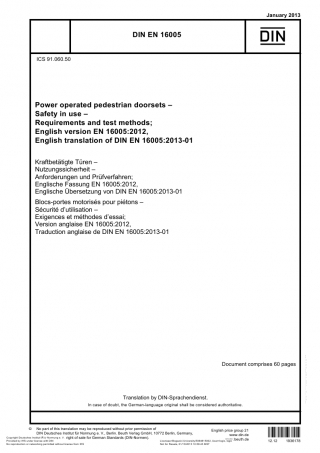 January 2013
DIN EN 16005
DIN
ICS 91.060.50
Power operated pedestrian doorsets –
Safety in use –
Requirements and test methods;
English version EN 16005:2012,
English translation of DIN EN 16005:2013-01
Kraftbetätigte Türen –
Nutzungssicherheit –
Anforderungen und Prüfverfahren;
Englische Fassung EN 16005:2012,
Englische Übersetzung von DIN EN 16005:2013-01
Blocs-portes motorisés pour piétons –
Sécurité d'utilisation –
Exigences et méthodes d'essai;
Version anglaise EN 16005:2012,
Traduction anglaise de DIN EN 16005:2013-01
Document comprises 60 pages
Translation by DIN-Sprachendienst.
In case of doubt, the German-language original shall be considered authoritative.
© No part of this translation may be reproduced without prior permission of
DIN Deutsches Institut für Normung e. V., Berlin. Beuth Verlag GmbH, 10772 Berlin, Germany,
right of sale for German Standards (DIN-Normen).
English price group 21
www.din.de
www.beuth.de
12.12